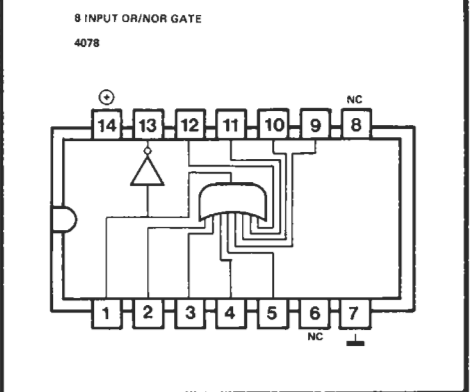 8 INPUT OR/NOR GATE
4078
NC
14 13 12 11 10 9 8
1 2 3 4 5 6 7
NC